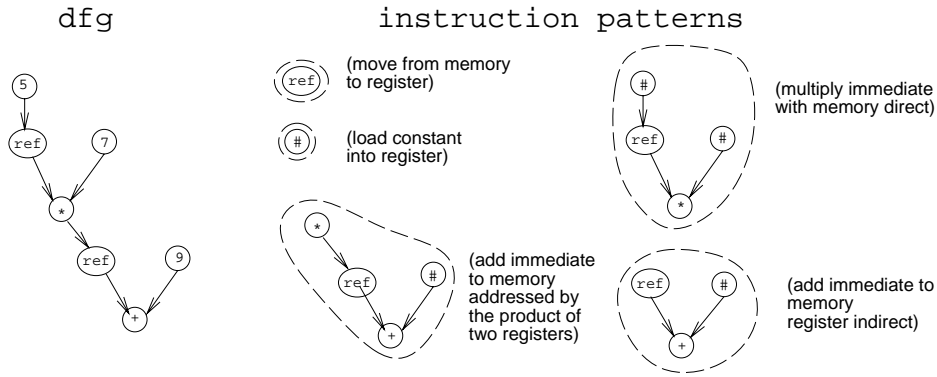 dfg
5
ref
7
*
ref
9
+
instruction patterns
ref
(move from memory
to register)
#
(load constant
into register)
#
ref
#
*
(multiply immediate
with memory direct)
*
ref
#
+
(add immediate
to memory
addressed by
the product of
two registers)
ref
#
+
(add immediate to
memory
register indirect)